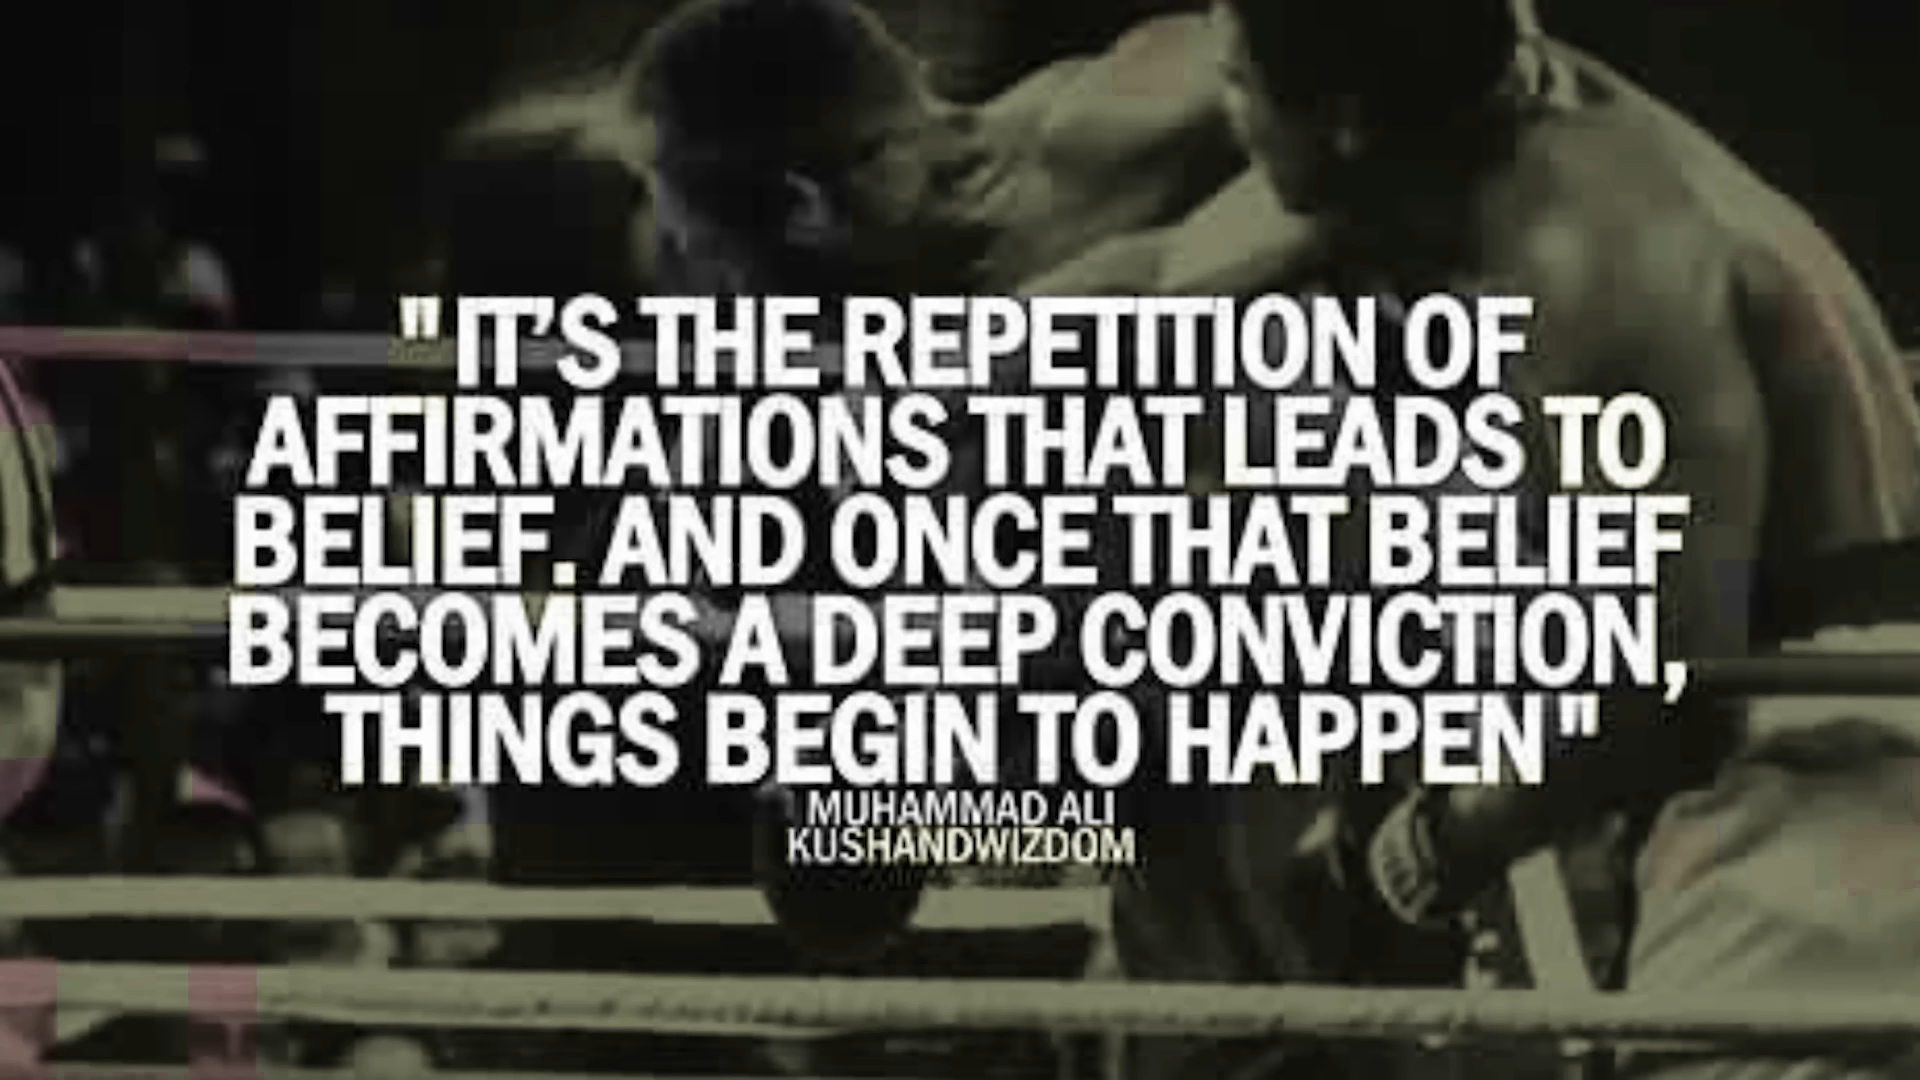 " IT'S THE REPETITION OF
AFFIRMATIONS THAT LEADS TO
BELIEF. AND ONCE THAT BELIEF
BECOMES A DEEP CONVICTION,
THINGS BEGIN TO HAPPEN "
MUHAMMAD ALI
KUSHANDWIZDOM